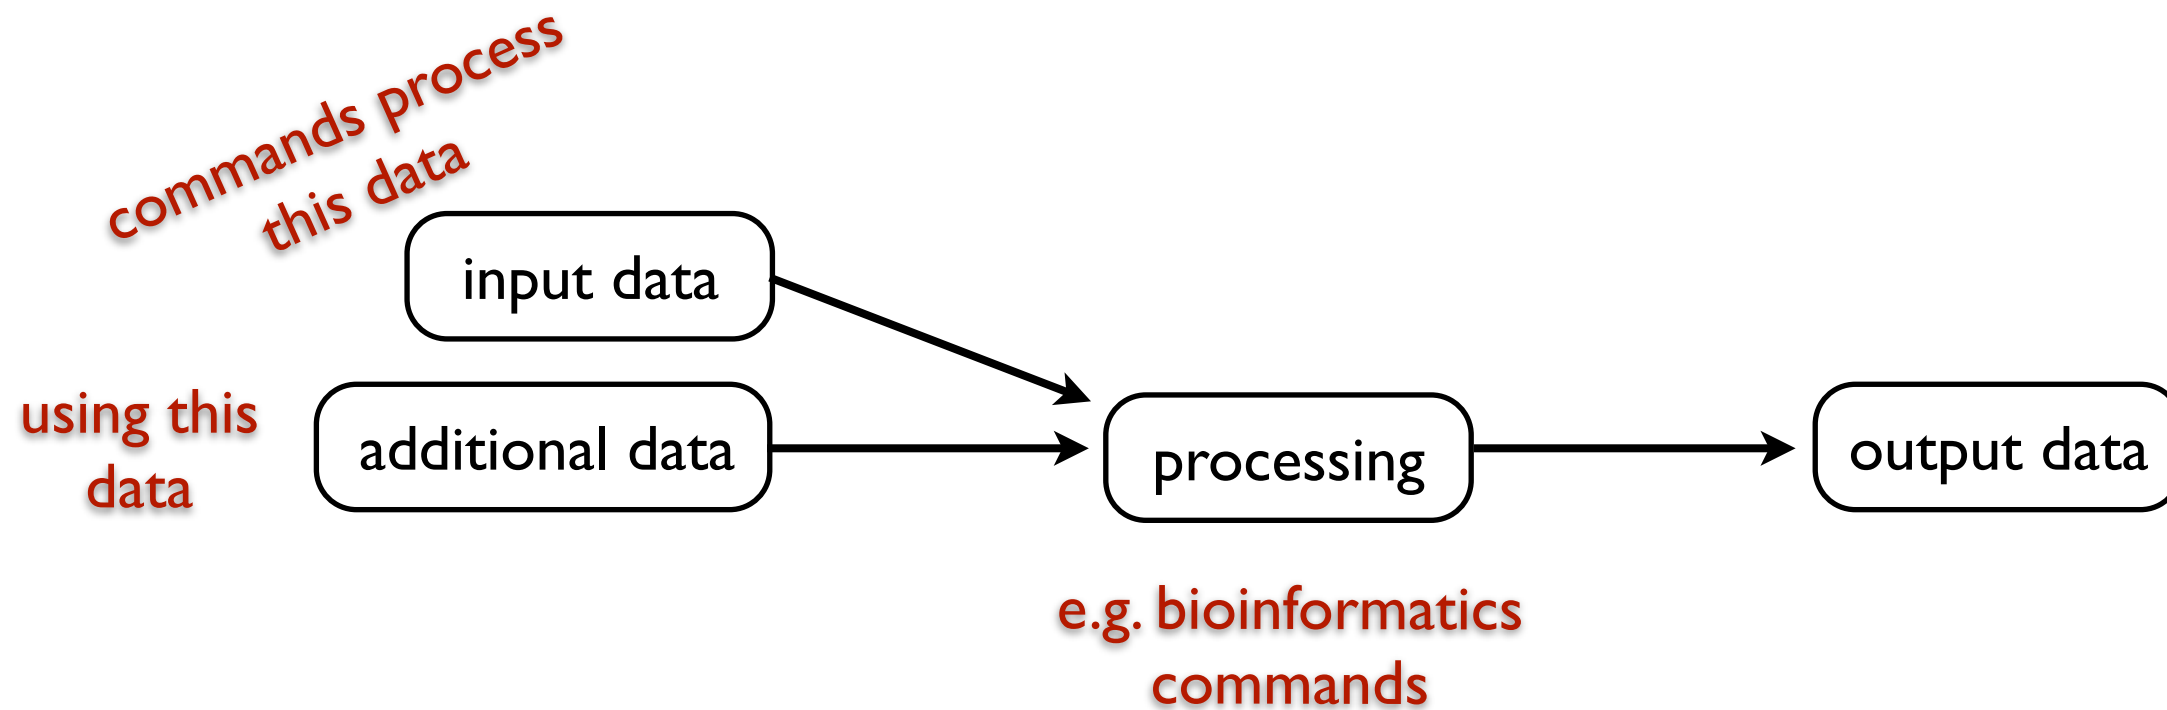 commands process
this data
input data
using this
data
additional data
processing
output data
e.g. bioinformatics
commands